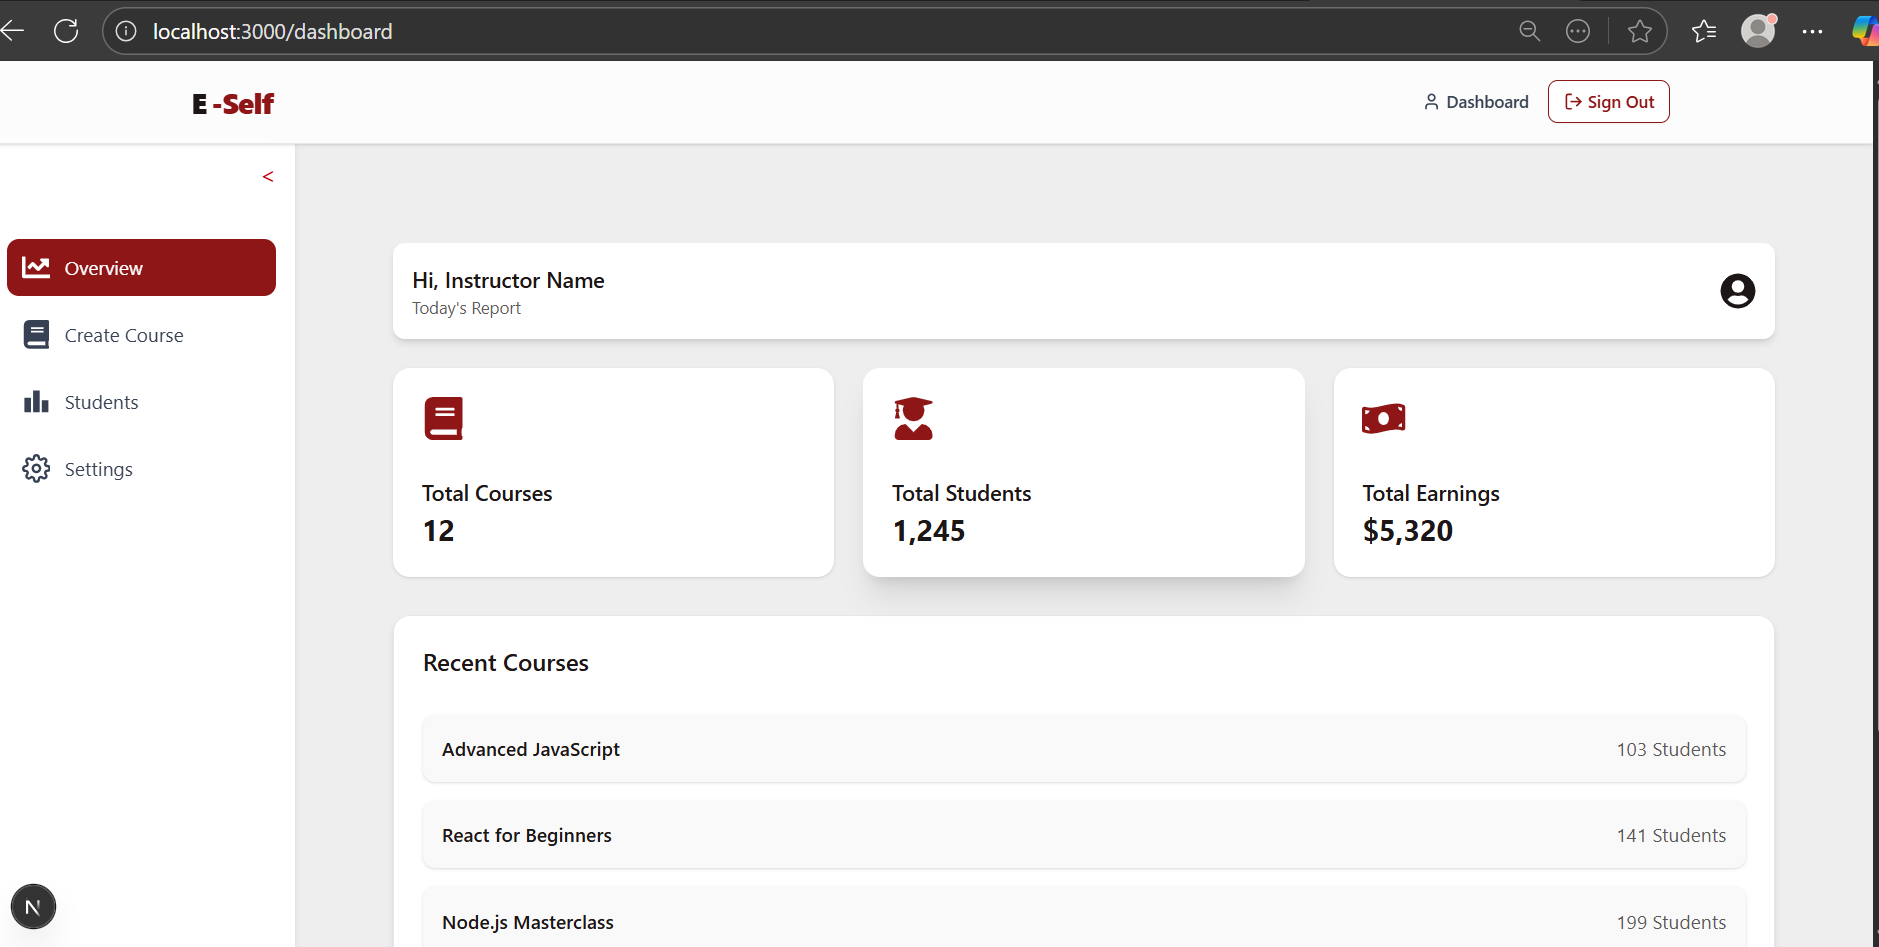 localhost:3000/dashboard
E -Self
Dashboard
Sign Out
<
Overview
Create Course
Students
Settings
Hi, Instructor Name
Today's Report
Total Courses
12
Total Students
1,245
Total Earnings
$5,320
Recent Courses
Advanced JavaScript
103 Students
React for Beginners
141 Students
Node.js Masterclass
199 Students
N